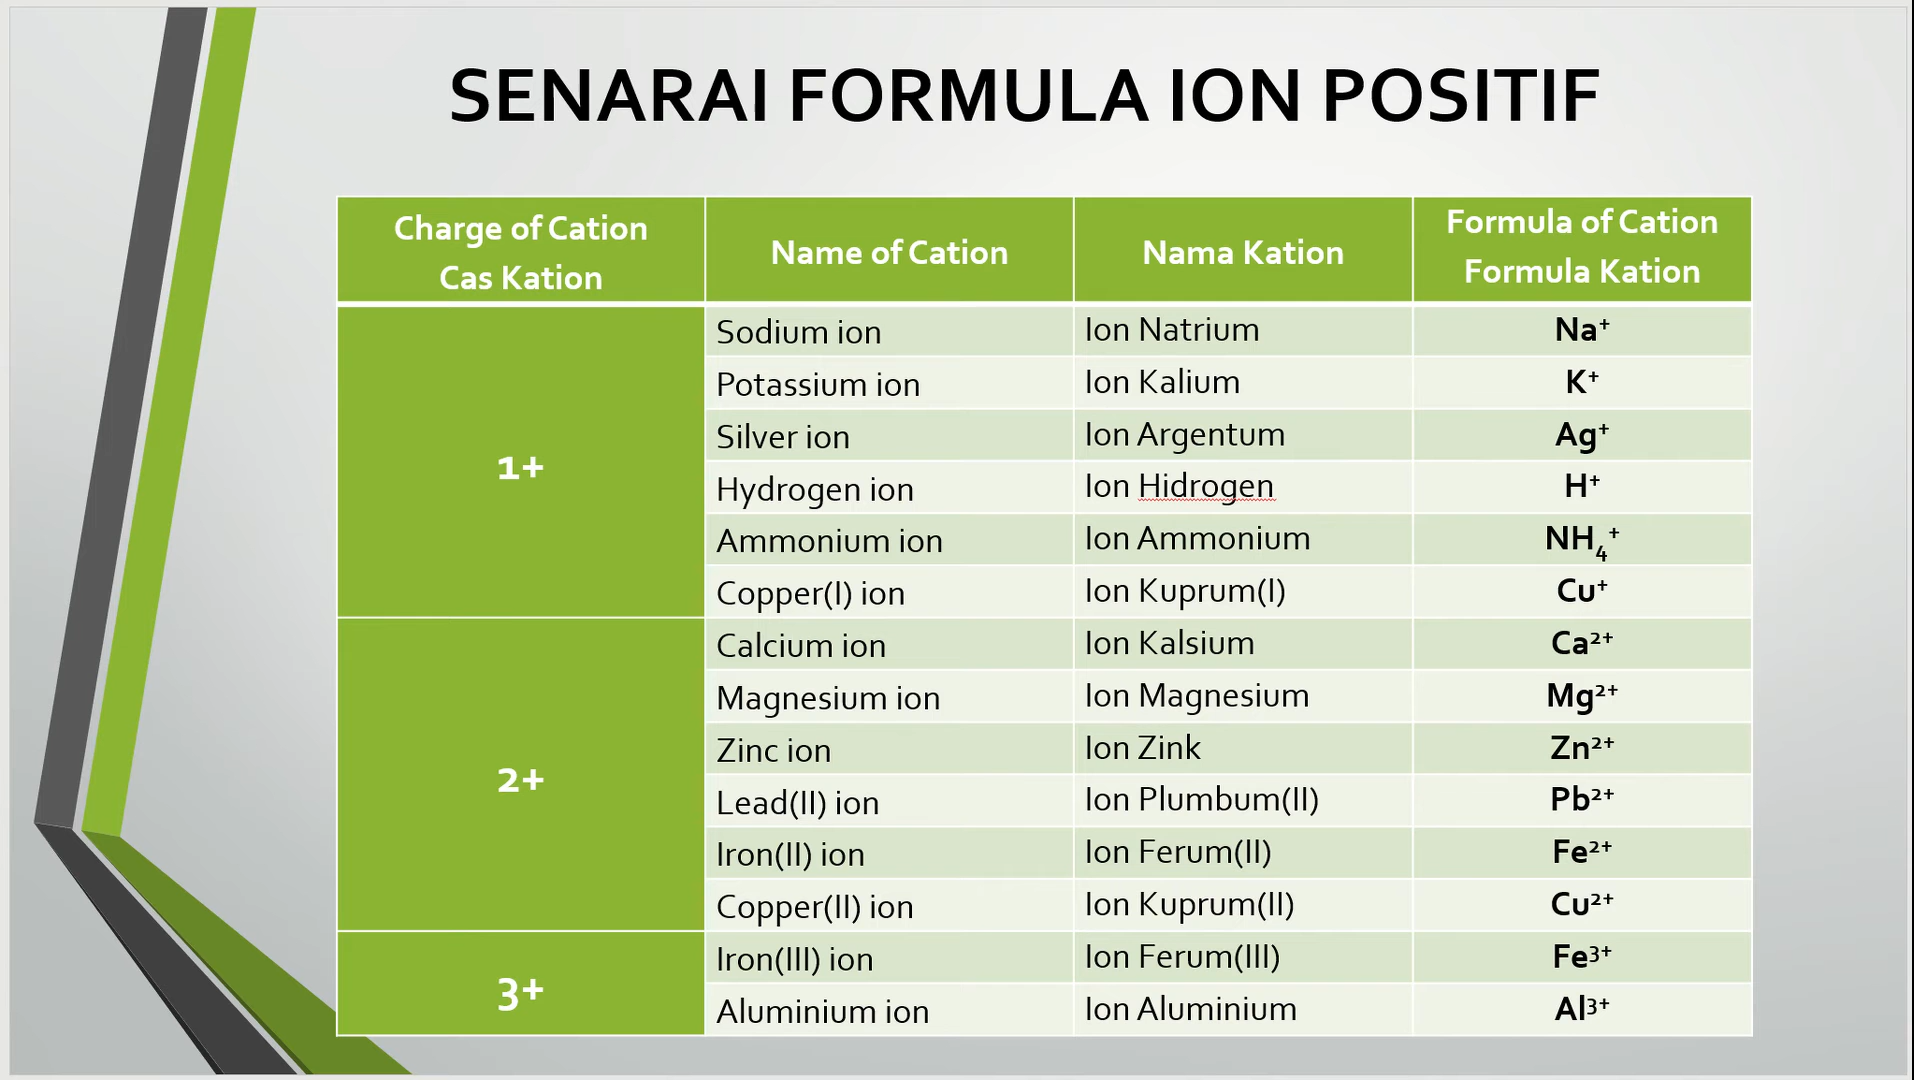 SENARAI FORMULA ION POSITIF
Charge of Cation
Cas Kation
Name of Cation
Nama Kation
Formula of Cation
Formula Kation
1+
Sodium ion Ion Natrium Na⁺
Potassium ion Ion Kalium K⁺
Silver ion Ion Argentum Ag⁺
Hydrogen ion Ion Hidrogen H⁺
Ammonium ion Ion Ammonium NH₄⁺
Copper(I) ion Ion Kuprum(I) Cu⁺
2+
Calcium ion Ion Kalsium Ca²⁺
Magnesium ion Ion Magnesium Mg²⁺
Zinc ion Ion Zink Zn²⁺
Lead(II) ion Ion Plumbum(II) Pb²⁺
Iron(II) ion Ion Ferum(II) Fe²⁺
Copper(II) ion Ion Kuprum(II) Cu²⁺
3+
Iron(III) ion Ion Ferum(III) Fe³⁺
Aluminium ion Ion Aluminium Al³⁺